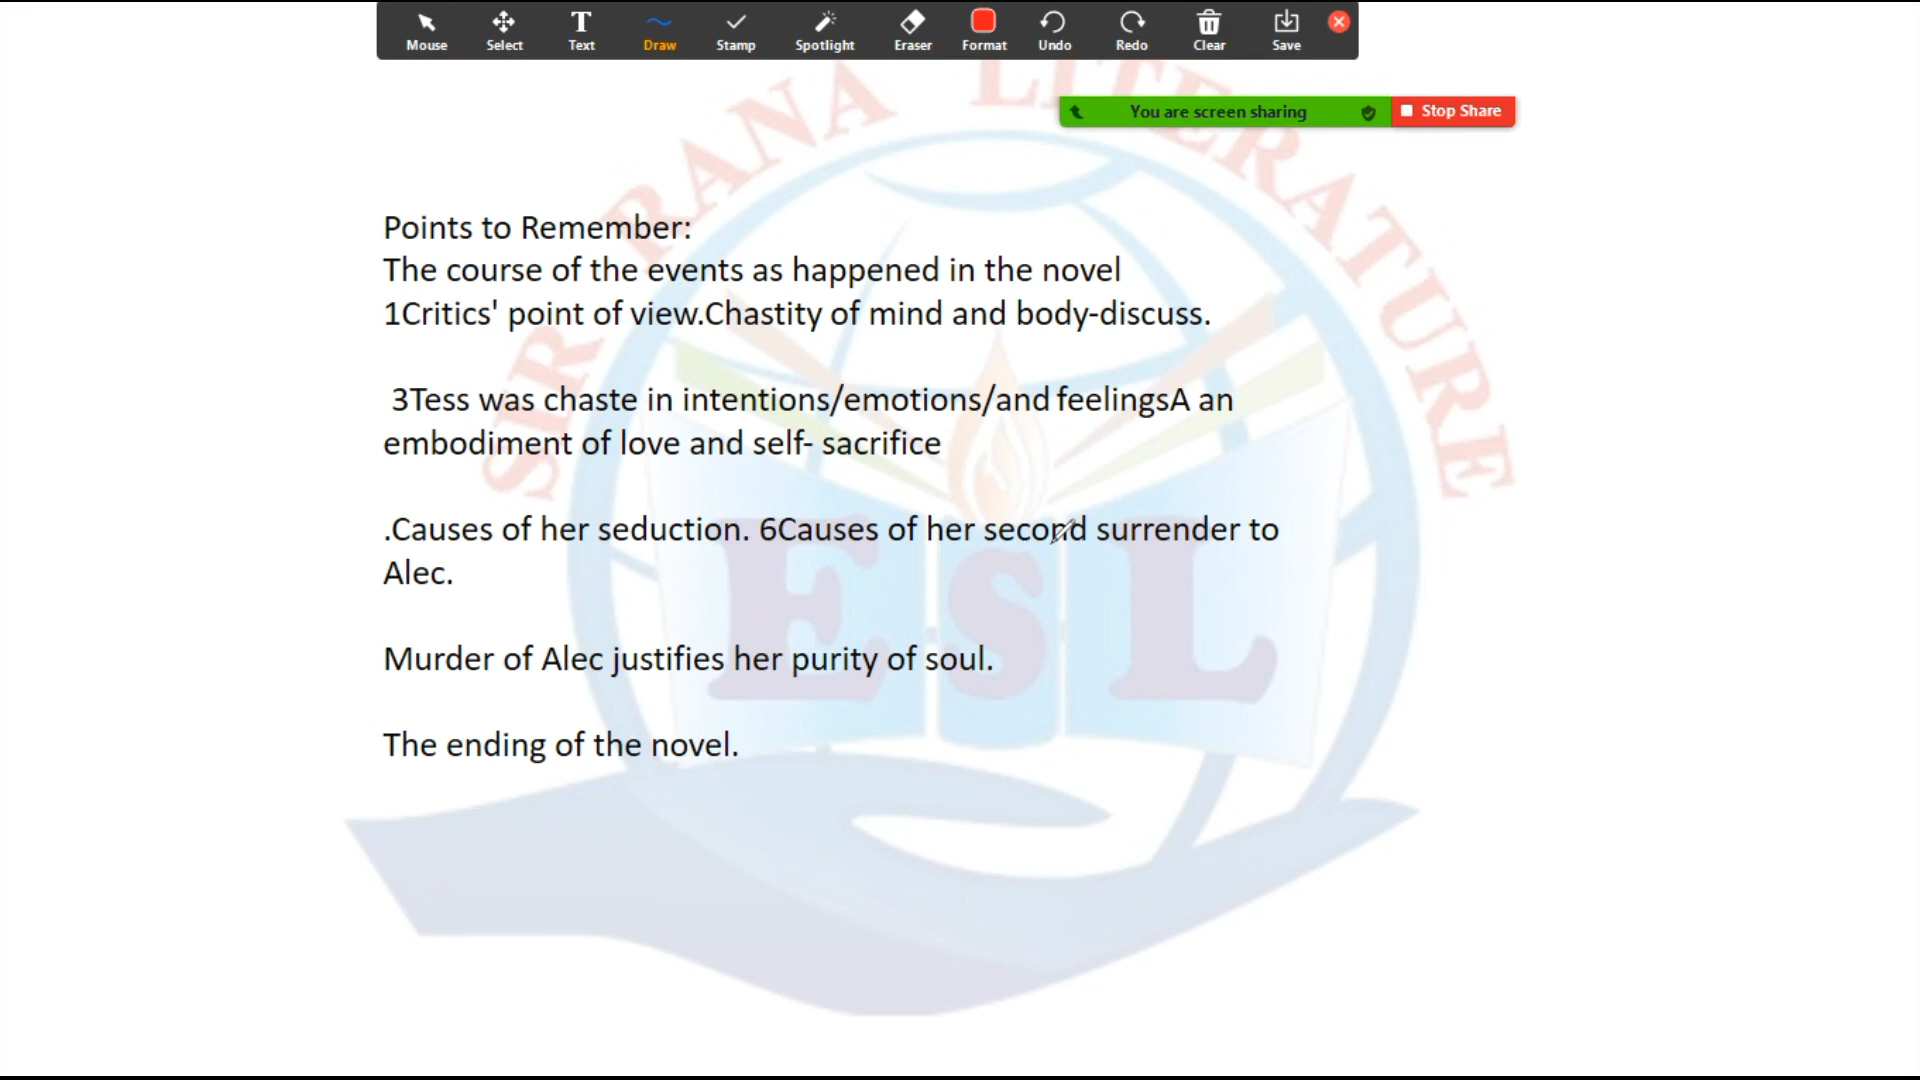 Mouse Select Text Draw Stamp Spotlight Eraser Format Undo Redo Clear Save
You are screen sharing Stop Share
SIR RANA LITERATURE
Points to Remember:
The course of the events as happened in the novel
1Critics' point of view.Chastity of mind and body-discuss.
3Tess was chaste in intentions/emotions/and feelingsA an
embodiment of love and self- sacrifice
.Causes of her seduction. 6Causes of her second surrender to
Alec.
Murder of Alec justifies her purity of soul.
The ending of the novel.
ESL